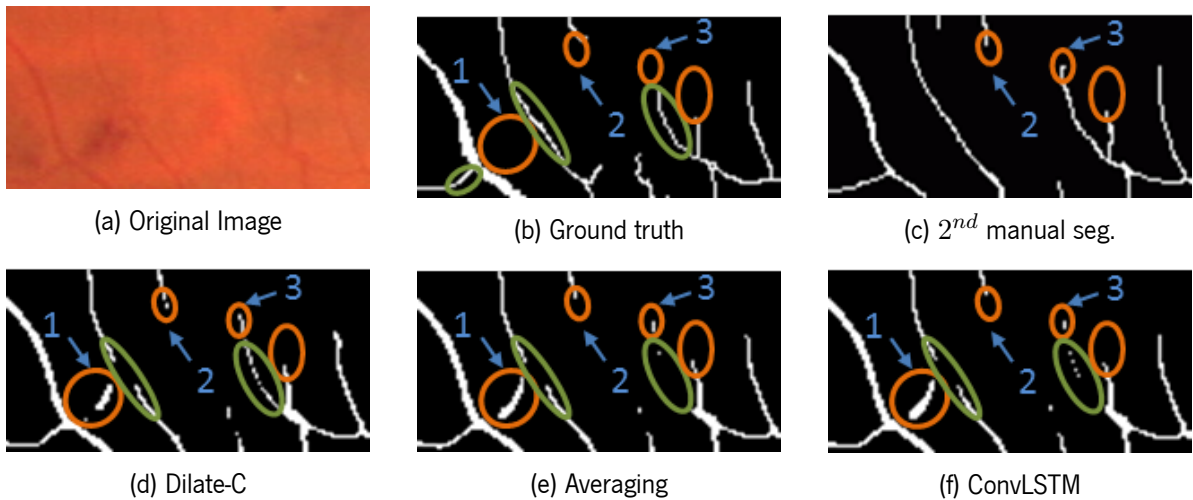 1
2
3
2
3
(a) Original Image
(b) Ground truth
(c) 2nd manual seg.
1
2
3
1
2
3
1
2
3
(d) Dilate-C
(e) Averaging
(f) ConvLSTM